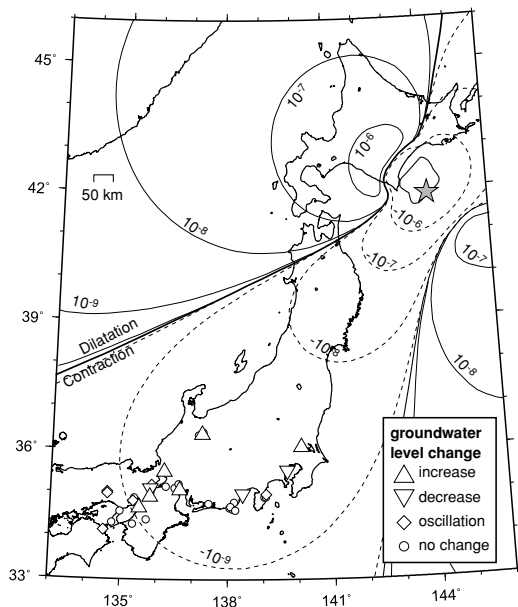 45°
42°
39°
36°
33°
135°
138°
141°
144°
50 km
10-7
10-6
10-8
-10-6
-10-7
10-7
10-9
Dilatation
Contraction
-10-8
10-8
-10-9
groundwater
level change
increase
decrease
oscillation
no change